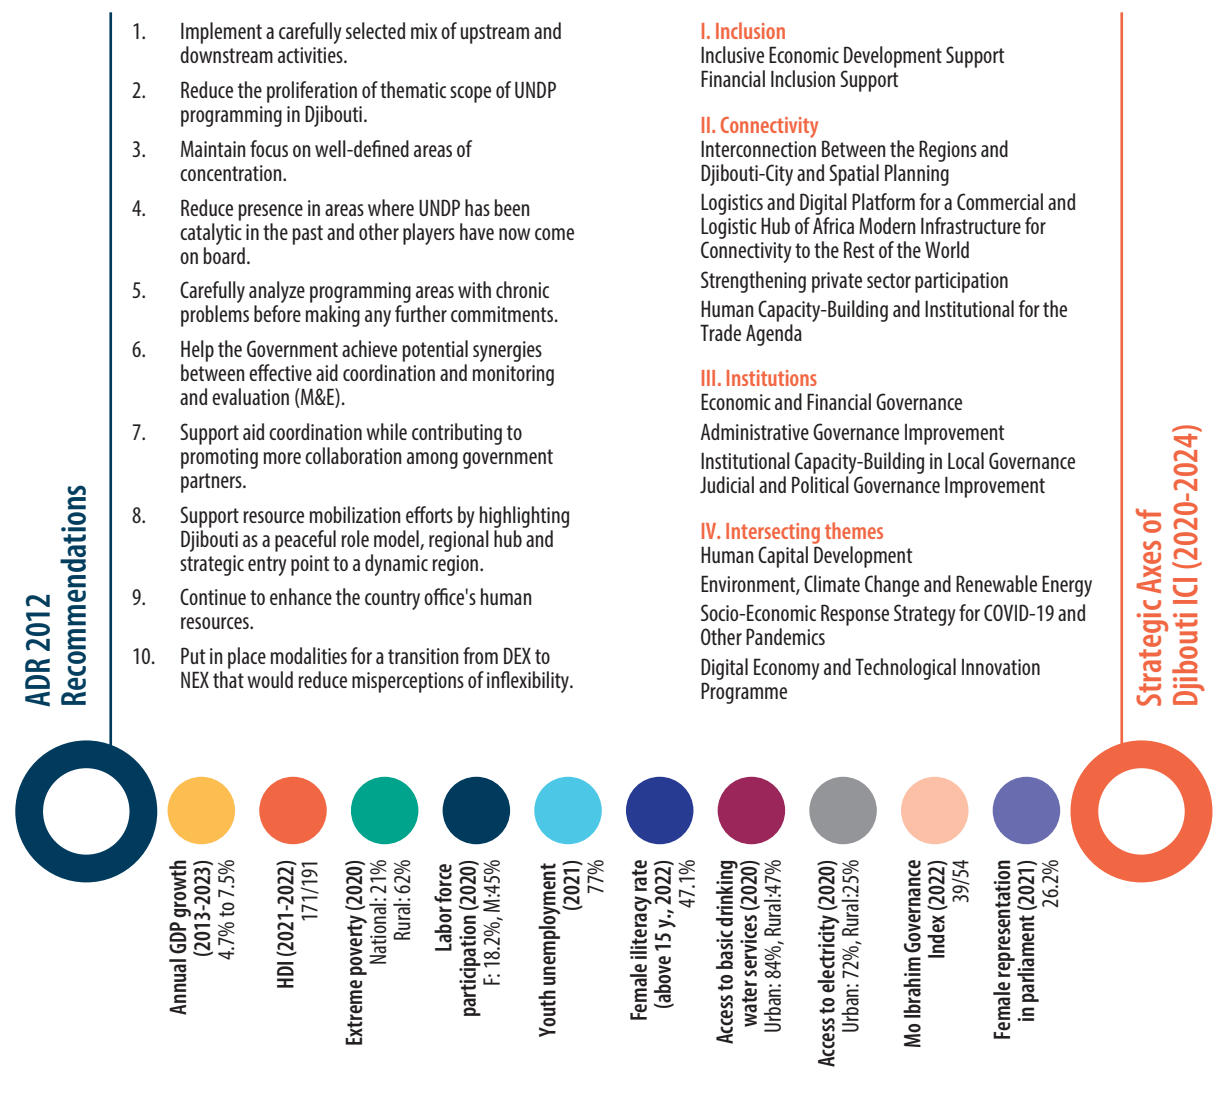 1. Implement a carefully selected mix of upstream and
downstream activities.
2. Reduce the proliferation of thematic scope of UNDP
programming in Djibouti.
3. Maintain focus on well-defined areas of
concentration.
4. Reduce presence in areas where UNDP has been
catalytic in the past and other players have now come
on board.
5. Carefully analyze programming areas with chronic
problems before making any further commitments.
6. Help the Government achieve potential synergies
between effective aid coordination and monitoring
and evaluation (M&E).
7. Support aid coordination while contributing to
promoting more collaboration among government
partners.
8. Support resource mobilization efforts by highlighting
Djibouti as a peaceful role model, regional hub and
strategic entry point to a dynamic region.
9. Continue to enhance the country office's human
resources.
10. Put in place modalities for a transition from DEX to
NEX that would reduce misperceptions of inflexibility.
ADR 2012
Recommendations
I. Inclusion
Inclusive Economic Development Support
Financial Inclusion Support
II. Connectivity
Interconnection Between the Regions and
Djibouti-City and Spatial Planning
Logistics and Digital Platform for a Commercial and
Logistic Hub of Africa Modern Infrastructure for
Connectivity to the Rest of the World
Strengthening private sector participation
Human Capacity-Building and Institutional for the
Trade Agenda
III. Institutions
Economic and Financial Governance
Administrative Governance Improvement
Institutional Capacity-Building in Local Governance
Judicial and Political Governance Improvement
IV. Intersecting themes
Human Capital Development
Environment, Climate Change and Renewable Energy
Socio-Economic Response Strategy for COVID-19 and
Other Pandemics
Digital Economy and Technological Innovation
Programme
Strategic Axes of
Djibouti ICI (2020-2024)
Annual GDP growth
(2013-2023)
4.7% to 7.5%
HDI (2021-2022)
171/191
Extreme poverty (2020)
National: 21%
Rural: 62%
Labor force
participation (2020)
F: 18.2%, M:45%
Youth unemployment
(2021)
77%
Female iliteracy rate
(above 15 y., 2022)
47.1%
Access to basic drinking
water services (2020)
Urban: 84%, Rural:47%
Access to electricity (2020)
Urban: 72%, Rural:25%
Mo Ibrahim Governance
Index (2022)
39/54
Female representation
in parliament (2021)
26.2%